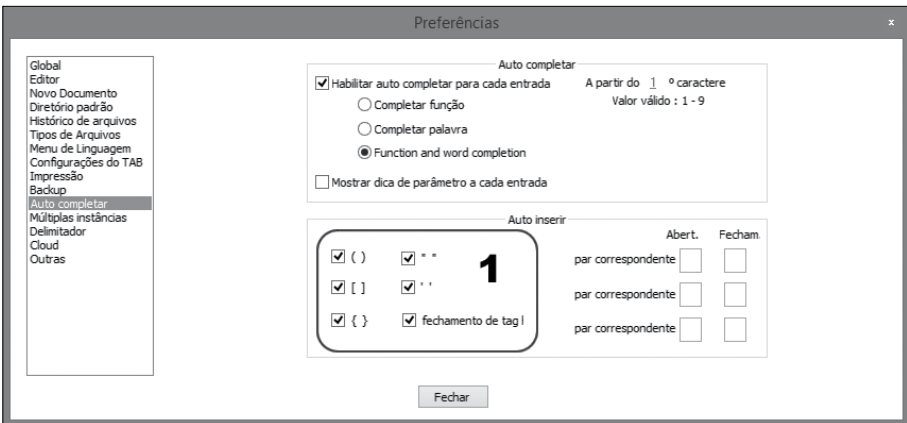 Preferências
x
Global
Editor
Novo Documento
Diretório padrão
Histórico de arquivos
Tipos de Arquivos
Menu de Linguagem
Configurações do TAB
Impressão
Backup
Auto completar
Múltiplas instâncias
Delimitador
Cloud
Outras
Auto completar
Habilitar auto completar para cada entrada
A partir do 1 º caractere
Valor válido : 1 - 9
Completar função
Completar palavra
Function and word completion
Mostrar dica de parâmetro a cada entrada
Auto inserir
Abert. Fecham
( ) " "
[ ] ' '
{ } fechamento de tag l
1
par correspondente
par correspondente
par correspondente
Fechar